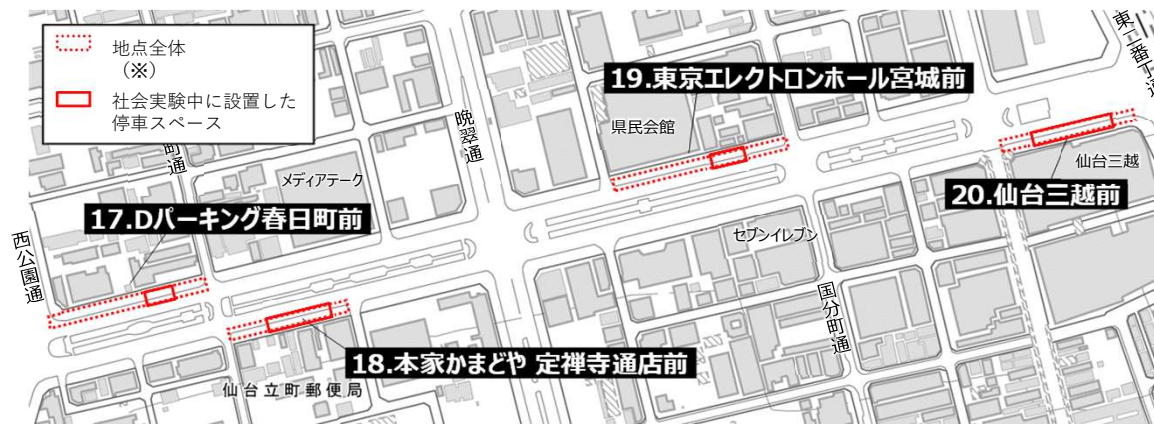 地点全体
（※）
社会実験中に設置した
停車スペース
東二番丁通
19.東京エレクトロンホール宮城前
県民会館
晩翠通
町通
メディアテーク
仙台三越
20.仙台三越前
17.Dパーキング春日町前
西公園通
セブンイレブン
国分町通
18.本家かまどや 定禅寺通店前
仙台立町郵便局